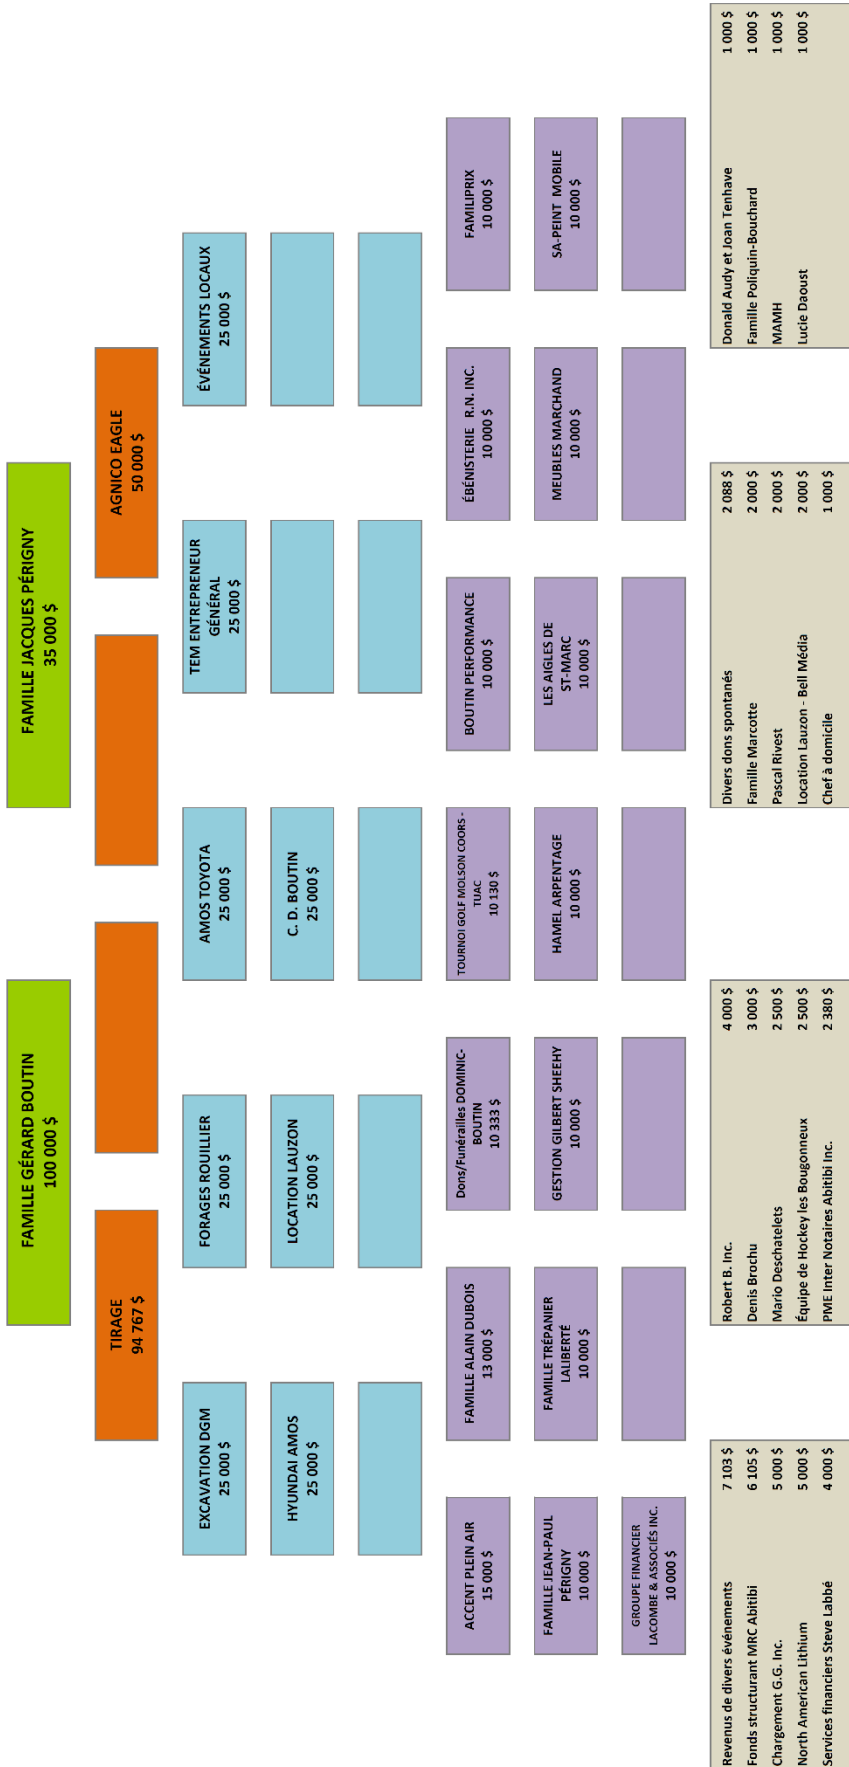 FAMILLE GÉRARD BOUTIN
100 000 $
FAMILLE JACQUES PÉRIGNY
35 000 $
TIRAGE
94 767 $
AGNICO EAGLE
50 000 $
EXCAVATION DGM
25 000 $
FORAGES ROUILLIER
25 000 $
AMOS TOYOTA
25 000 $
TEM ENTREPRENEUR
GÉNÉRAL
25 000 $
ÉVÉNEMENTS LOCAUX
25 000 $
HYUNDAI AMOS
25 000 $
LOCATION LAUZON
25 000 $
C. D. BOUTIN
25 000 $
ACCENT PLEIN AIR
15 000 $
FAMILLE ALAIN DUBOIS
13 000 $
Dons/Funérailles DOMINIC-
BOUTIN
10 333 $
TOURNOI GOLF MOLSON COORS -
TUAC
10 130 $
BOUTIN PERFORMANCE
10 000 $
ÉBÉNISTERIE R.N. INC.
10 000 $
FAMILIPRIX
10 000 $
FAMILLE JEAN-PAUL
PÉRIGNY
10 000 $
FAMILLE TRÉPANIER
LALIBERTÉ
10 000 $
GESTION GILBERT SHEEHY
10 000 $
HAMEL ARPENTAGE
10 000 $
LES AIGLES DE
ST-MARC
10 000 $
MEUBLES MARCHAND
10 000 $
SA-PEINT MOBILE
10 000 $
GROUPE FINANCIER
LACOMBE & ASSOCIÉS INC.
10 000 $
Revenus de divers événements 7 103 $
Fonds structurant MRC Abitibi 6 105 $
Chargement G.G. Inc. 5 000 $
North American Lithium 5 000 $
Services financiers Steve Labbé 4 000 $
Robert B. Inc. 4 000 $
Denis Brochu 3 000 $
Mario Deschatelets 2 500 $
Équipe de Hockey les Bougonneux 2 500 $
PME Inter Notaires Abitibi Inc. 2 380 $
Divers dons spontanés 2 088 $
Famille Marcotte 2 000 $
Pascal Rivest 2 000 $
Location Lauzon - Bell Média 2 000 $
Chef à domicile 1 000 $
Donald Audy et Joan Tenhave 1 000 $
Famille Poliquin-Bouchard 1 000 $
MAMH 1 000 $
Lucie Daoust 1 000 $